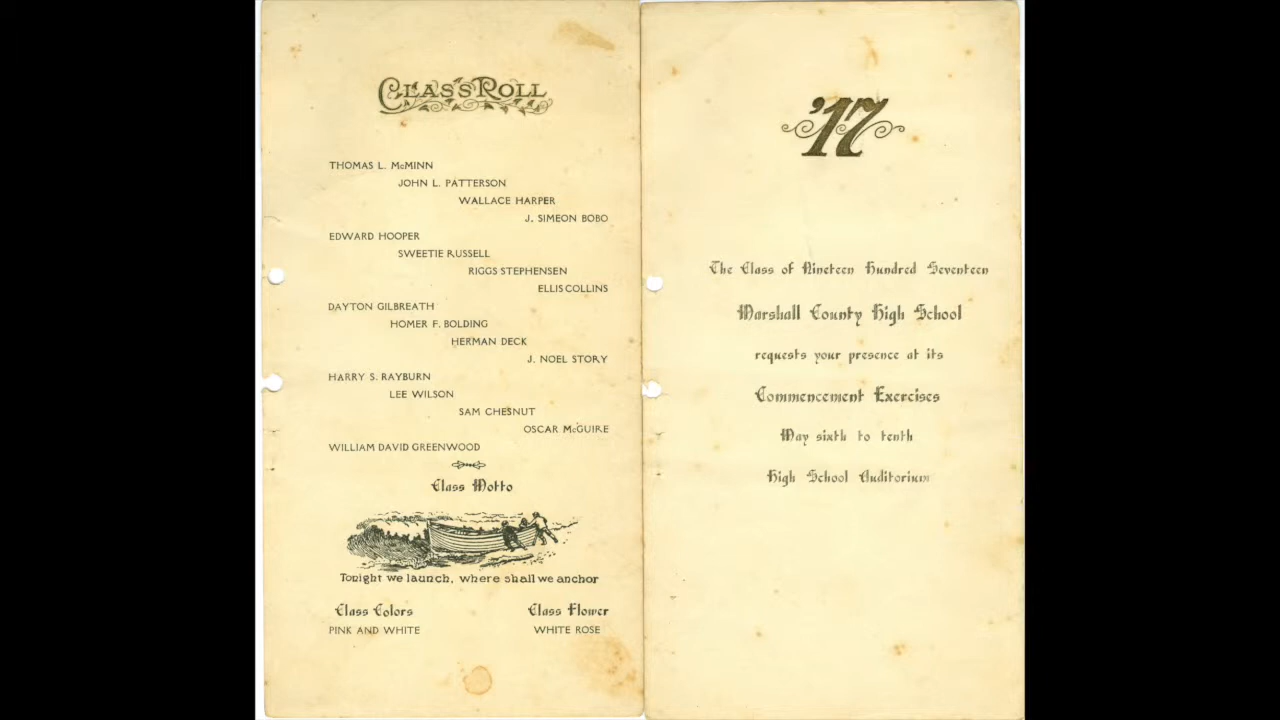 CLASS ROLL
THOMAS L. McMINN
JOHN L. PATTERSON
WALLACE HARPER
J. SIMEON BOBO
EDWARD HOOPER
SWEETIE RUSSELL
RIGGS STEPHENSEN
ELLIS COLLINS
DAYTON GILBREATH
HOMER F. BOLDING
HERMAN DECK
J. NOEL STORY
HARRY S. RAYBURN
LEE WILSON
SAM CHESNUT
OSCAR McGUIRE
WILLIAM DAVID GREENWOOD
Class Motto
Tonight we launch, where shall we anchor
Class Colors
PINK AND WHITE
Class Flower
WHITE ROSE
'17
The Class of Nineteen Hundred Seventeen
Marshall County High School
requests your presence at its
Commencement Exercises
May sixth to tenth
High School Auditorium